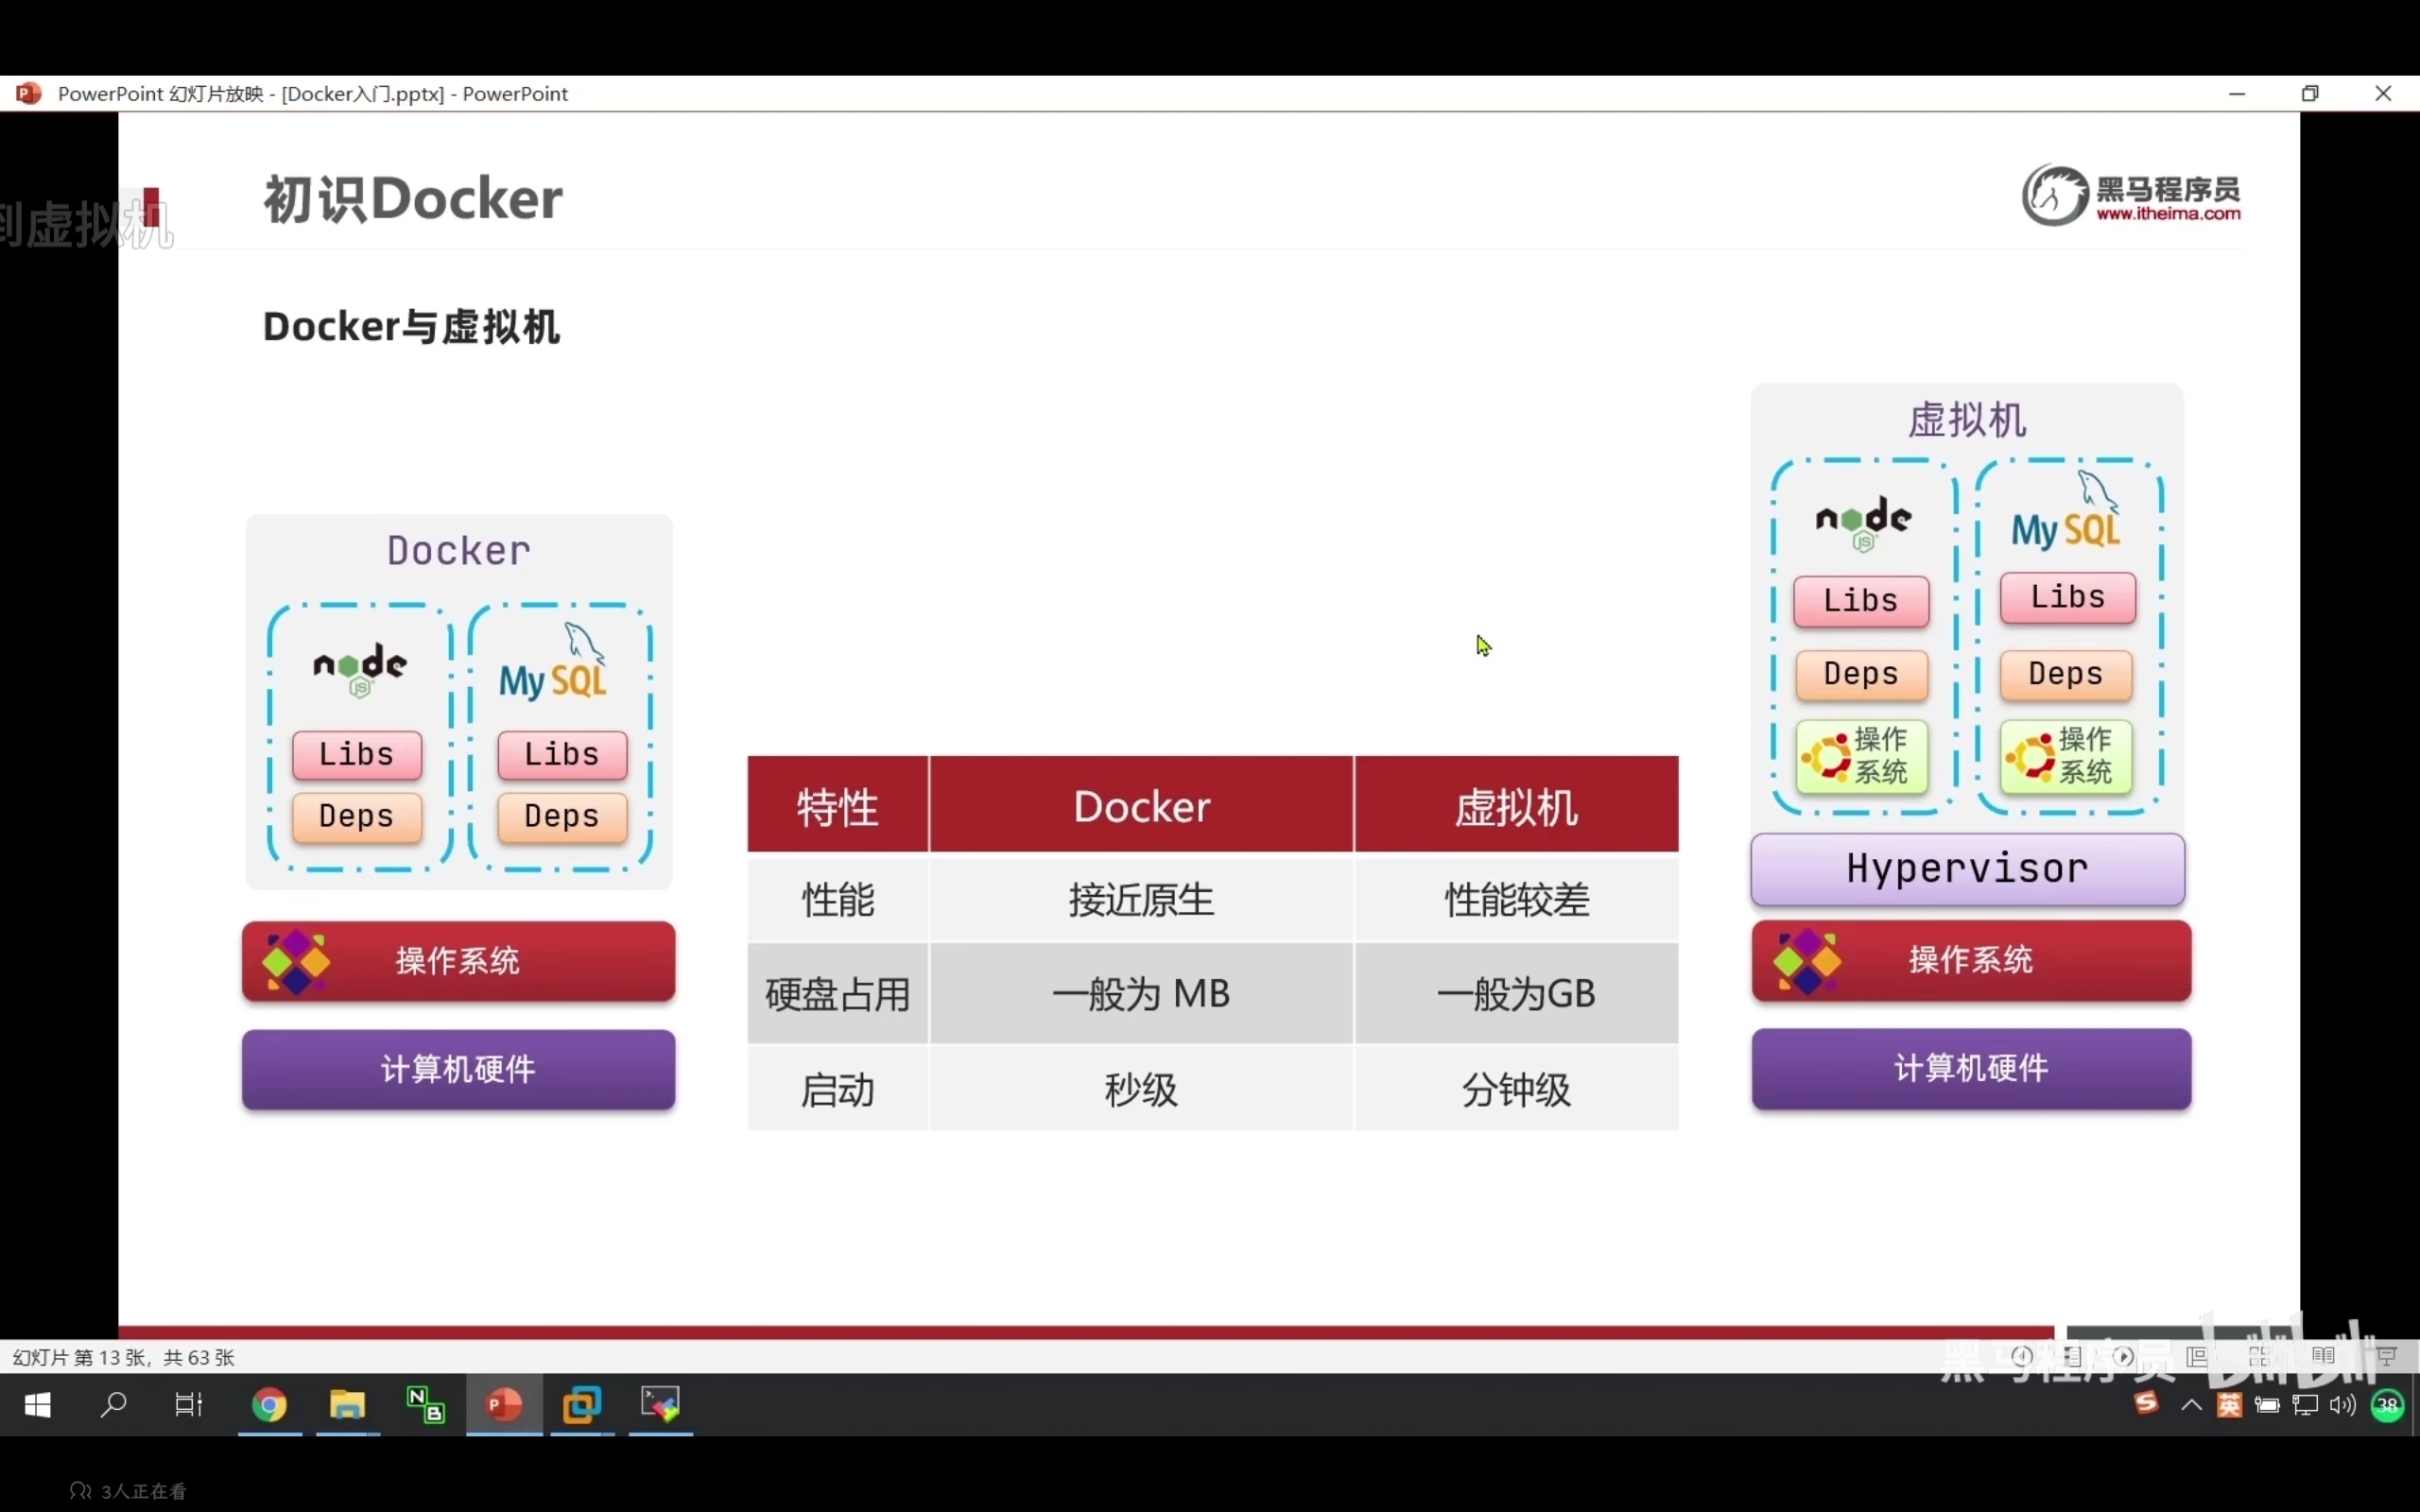 PowerPoint 幻灯片放映 - [Docker入门.pptx] - PowerPoint
到虚拟机
初识Docker
黑马程序员
www.itheima.com
Docker与虚拟机
Docker
node
JS
MySQL
Libs
Libs
Deps
Deps
操作系统
计算机硬件
特性 Docker 虚拟机
性能 接近原生 性能较差
硬盘占用 一般为 MB 一般为GB
启动 秒级 分钟级
虚拟机
node
JS
MySQL
Libs
Libs
Deps
Deps
操作
系统
操作
系统
Hypervisor
操作系统
计算机硬件
幻灯片 第 13 张，共 63 张
黑马程序员 bilibili
N
B
P
英
38
3人正在看